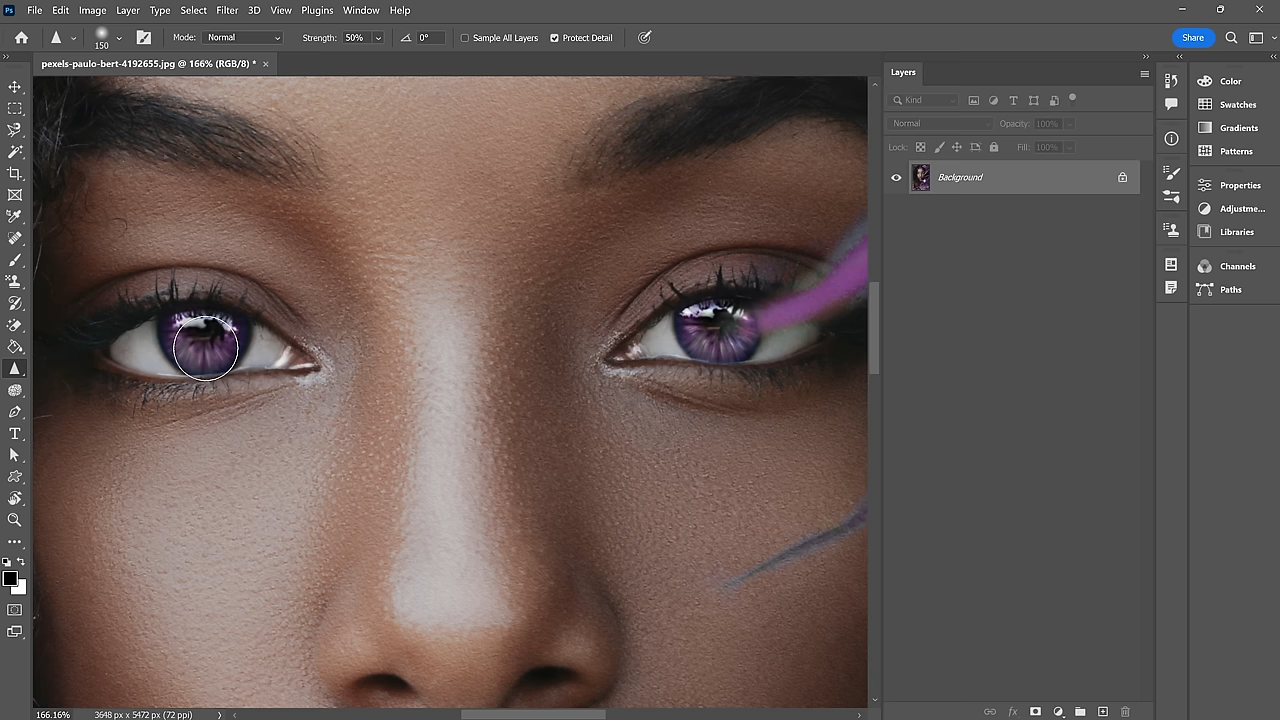 Ps File Edit Image Layer Type Select Filter 3D View Plugins Window Help
150 Mode: Normal Strength: 50% 0° Sample All Layers Protect Detail Share
pexels-paulo-bert-4192655.jpg @ 166% (RGB/8) * ×
Layers
Kind
Normal Opacity: 100%
Lock: Fill: 100%
Background
Color
Swatches
Gradients
Patterns
Properties
Adjustme...
Libraries
Channels
Paths
T
fx
166.16% 3648 px x 5472 px (72 ppi)